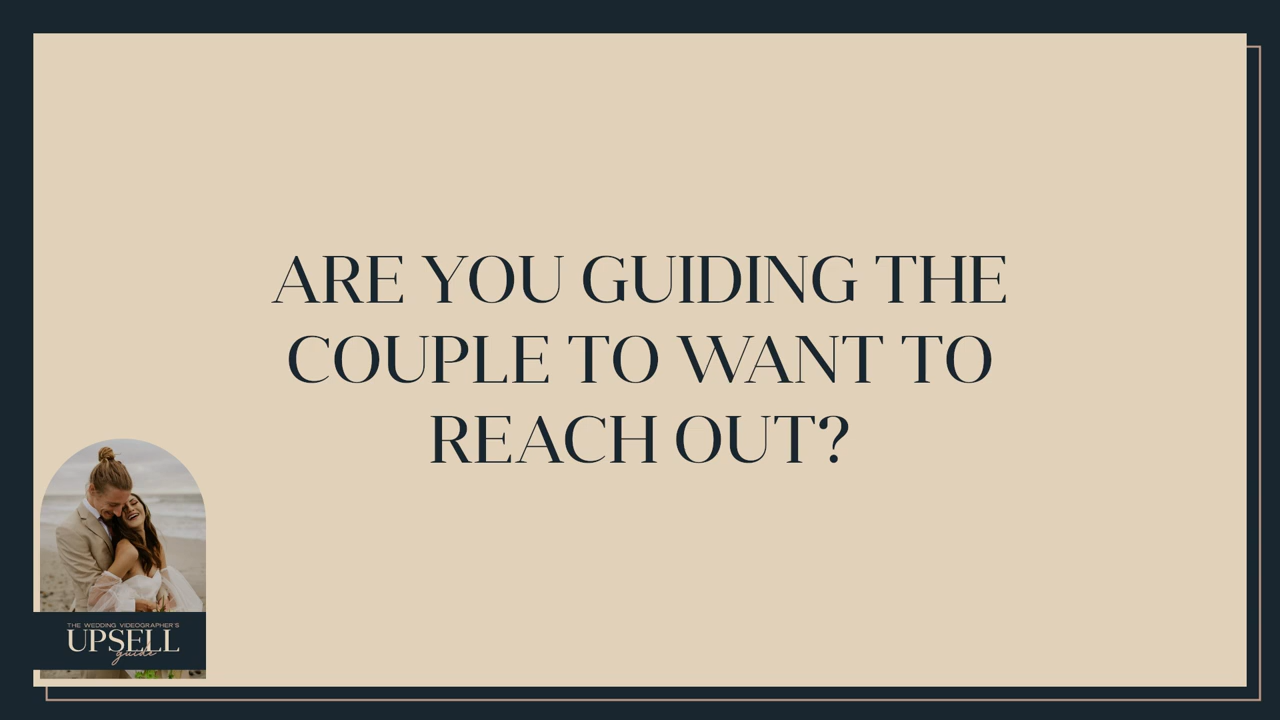 ARE YOU GUIDING THE
COUPLE TO WANT TO
REACH OUT?
THE WEDDING VIDEOGRAPHER'S
UPSELL
guide